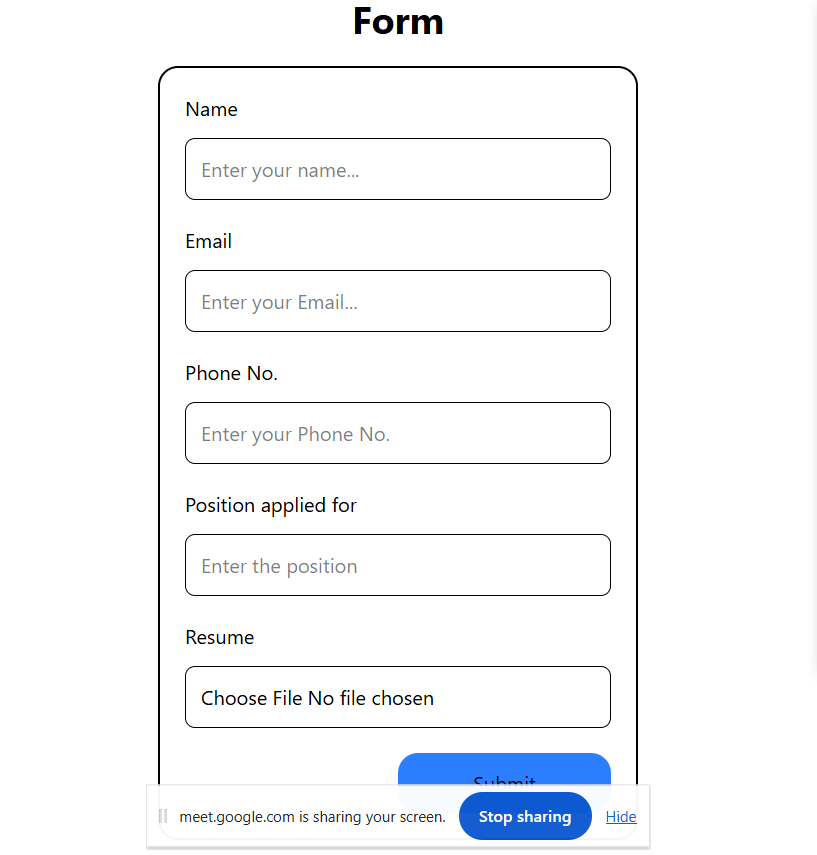 Form
Name
Enter your name...
Email
Enter your Email...
Phone No.
Enter your Phone No.
Position applied for
Enter the position
Resume
Choose File No file chosen
Submit
meet.google.com is sharing your screen. Stop sharing Hide